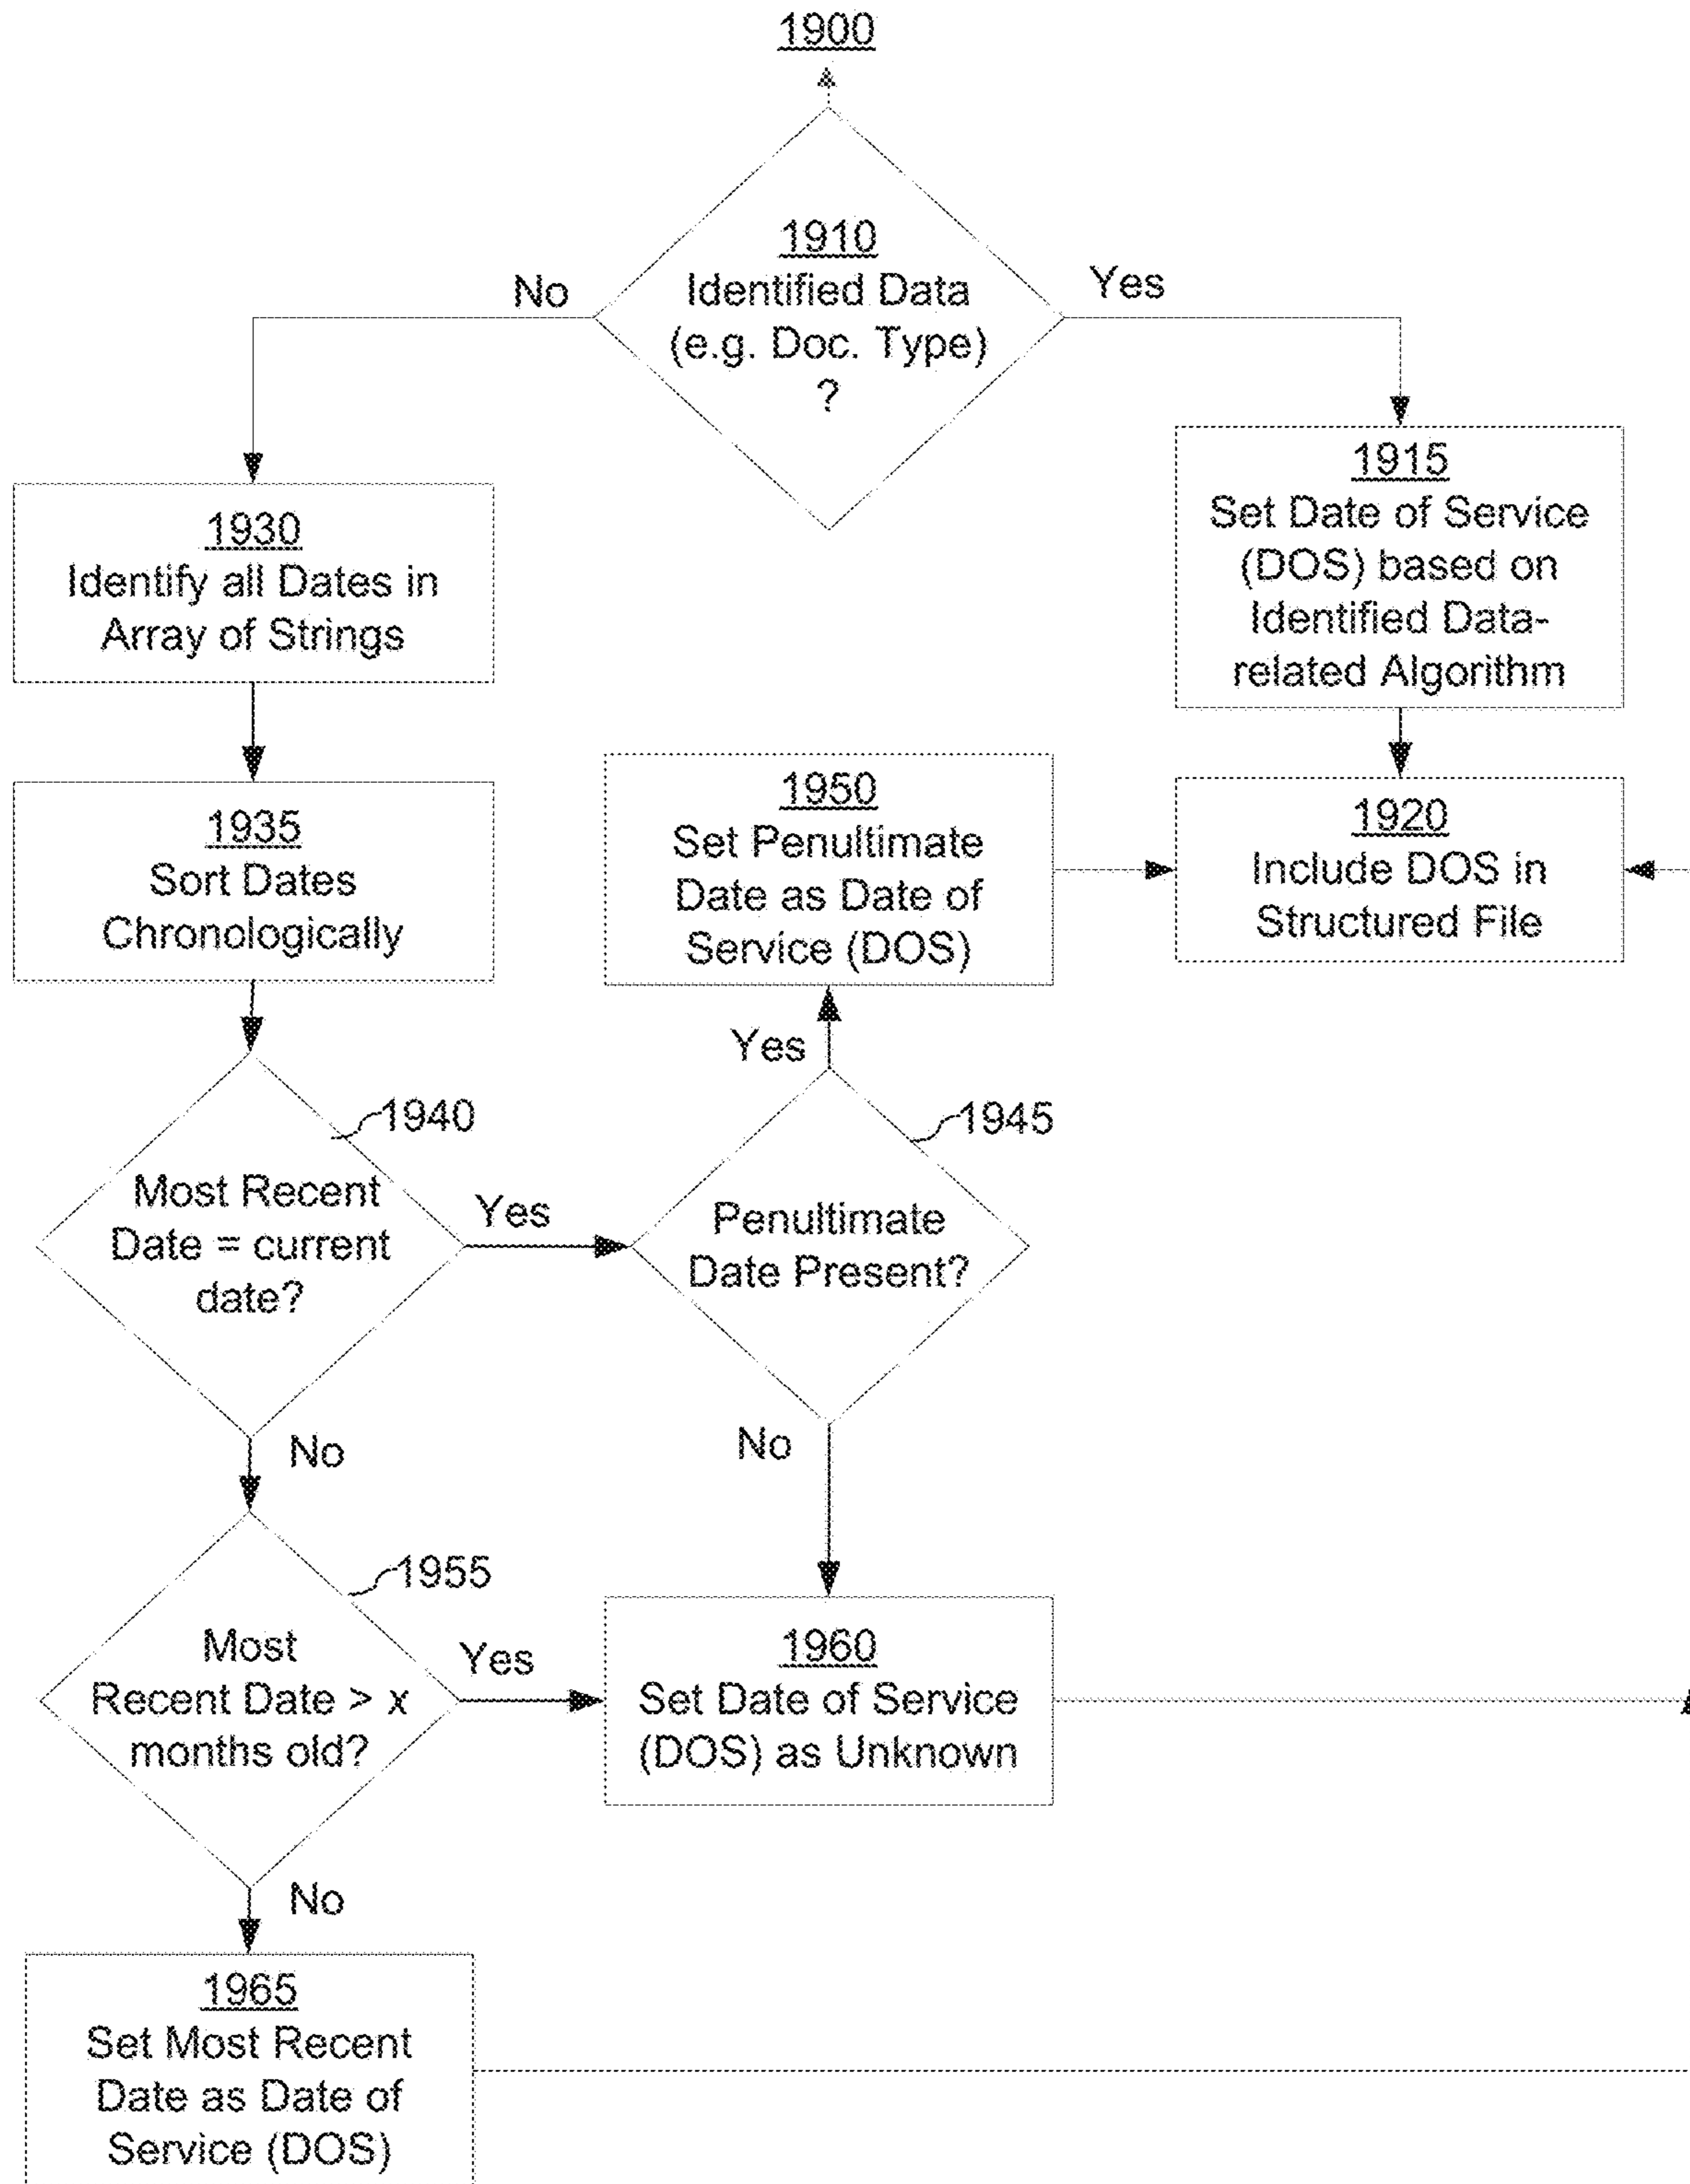 1900
1910
Identified Data
(e.g. Doc. Type)
?
No
Yes
1915
Set Date of Service
(DOS) based on
Identified Data-
related Algorithm
1930
Identify all Dates in
Array of Strings
1935
Sort Dates
Chronologically
1950
Set Penultimate
Date as Date of
Service (DOS)
1920
Include DOS in
Structured File
Yes
1940
Most Recent
Date = current
date?
Yes
1945
Penultimate
Date Present?
No
No
1955
Most
Recent Date > x
months old?
Yes
1960
Set Date of Service
(DOS) as Unknown
No
1965
Set Most Recent
Date as Date of
Service (DOS)